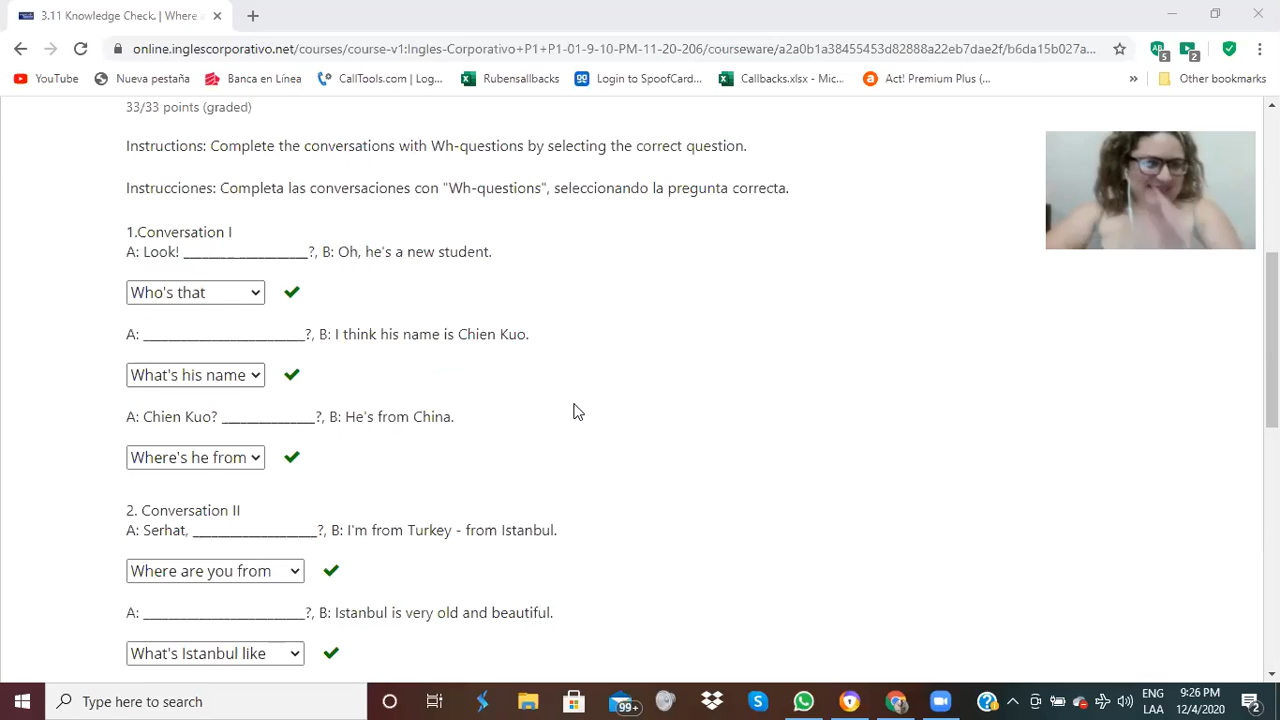 3.11 Knowledge Check. | Where
online.inglescorporativo.net/courses/course-v1:Ingles-Corporativo+P1+P1-01-9-10-PM-11-20-206/courseware/a2a0b1a38455453d82888a22eb7dae2f/b6da15b027a...
5
2
YouTube
Nueva pestaña
Banca en Línea
CallTools.com | Log...
Rubensallbacks
Login to SpoofCard...
Callbacks.xlsx - Mic...
Act! Premium Plus (...
»
Other bookmarks
33/33 points (graded)
Instructions: Complete the conversations with Wh-questions by selecting the correct question.
Instrucciones: Completa las conversaciones con "Wh-questions", seleccionando la pregunta correcta.
1.Conversation I
A: Look! ____________________?, B: Oh, he's a new student.
Who's that
A: __________________________?, B: I think his name is Chien Kuo.
What's his name
A: Chien Kuo? _______________?, B: He's from China.
Where's he from
2. Conversation II
A: Serhat, ____________________?, B: I'm from Turkey - from Istanbul.
Where are you from
A: __________________________?, B: Istanbul is very old and beautiful.
What's Istanbul like
Type here to search
99+
ENG
LAA
9:26 PM
12/4/2020
2